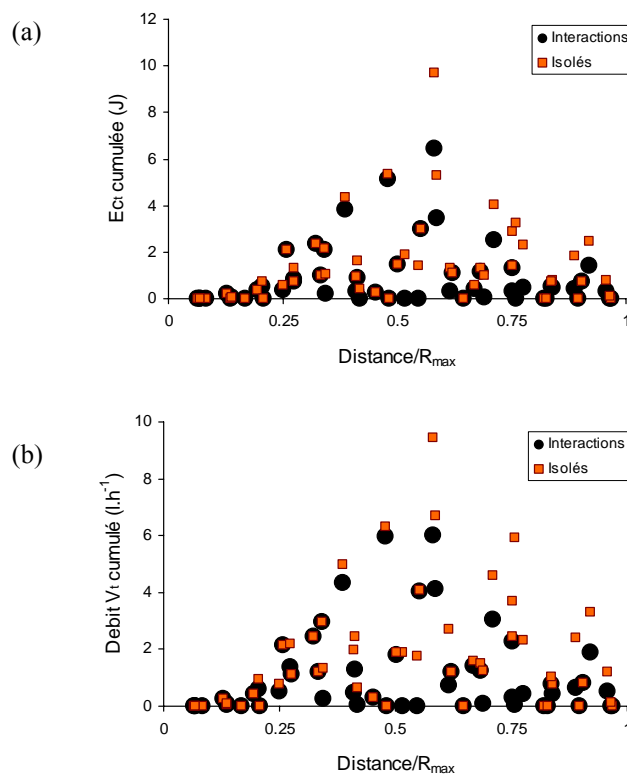 (a)
Interactions
Isolés
Ect cumulée (J)
12
10
8
6
4
2
0
0 0.25 0.5 0.75 1
Distance/Rmax
(b)
Interactions
Isolés
Debit Vt cumulé (l.h-1)
10
8
6
4
2
0
0 0.25 0.5 0.75 1
Distance/Rmax